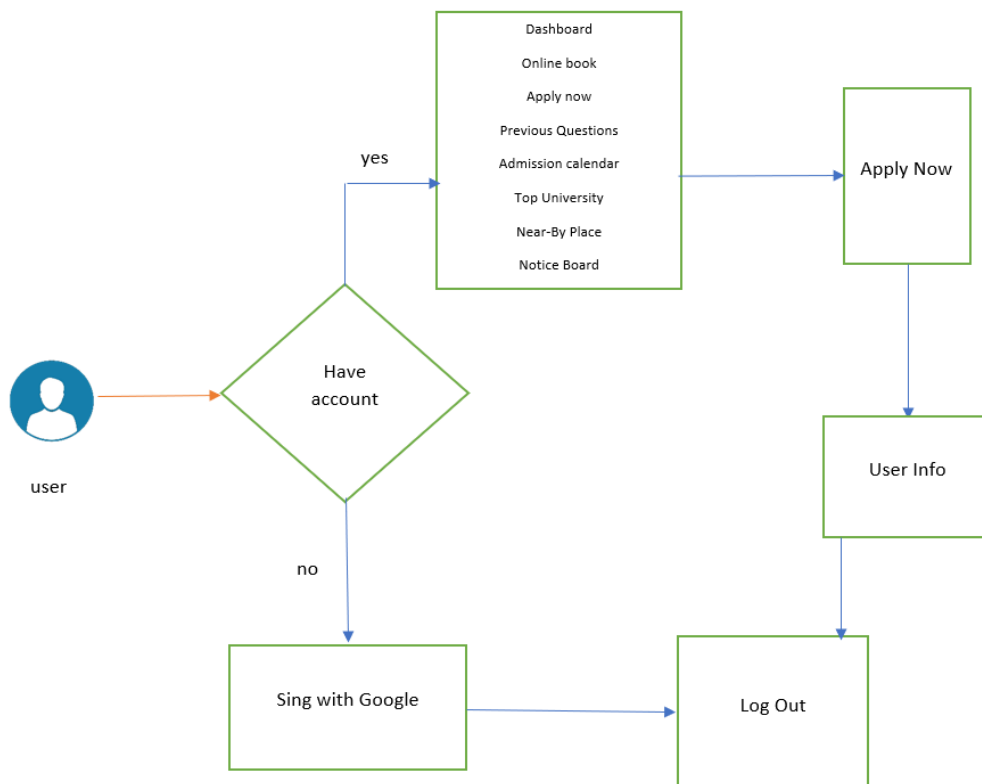 Dashboard
Online book
Apply now
Previous Questions
Admission calendar
Top University
Near-By Place
Notice Board
yes
Apply Now
Have
account
user
User Info
no
Sing with Google
Log Out